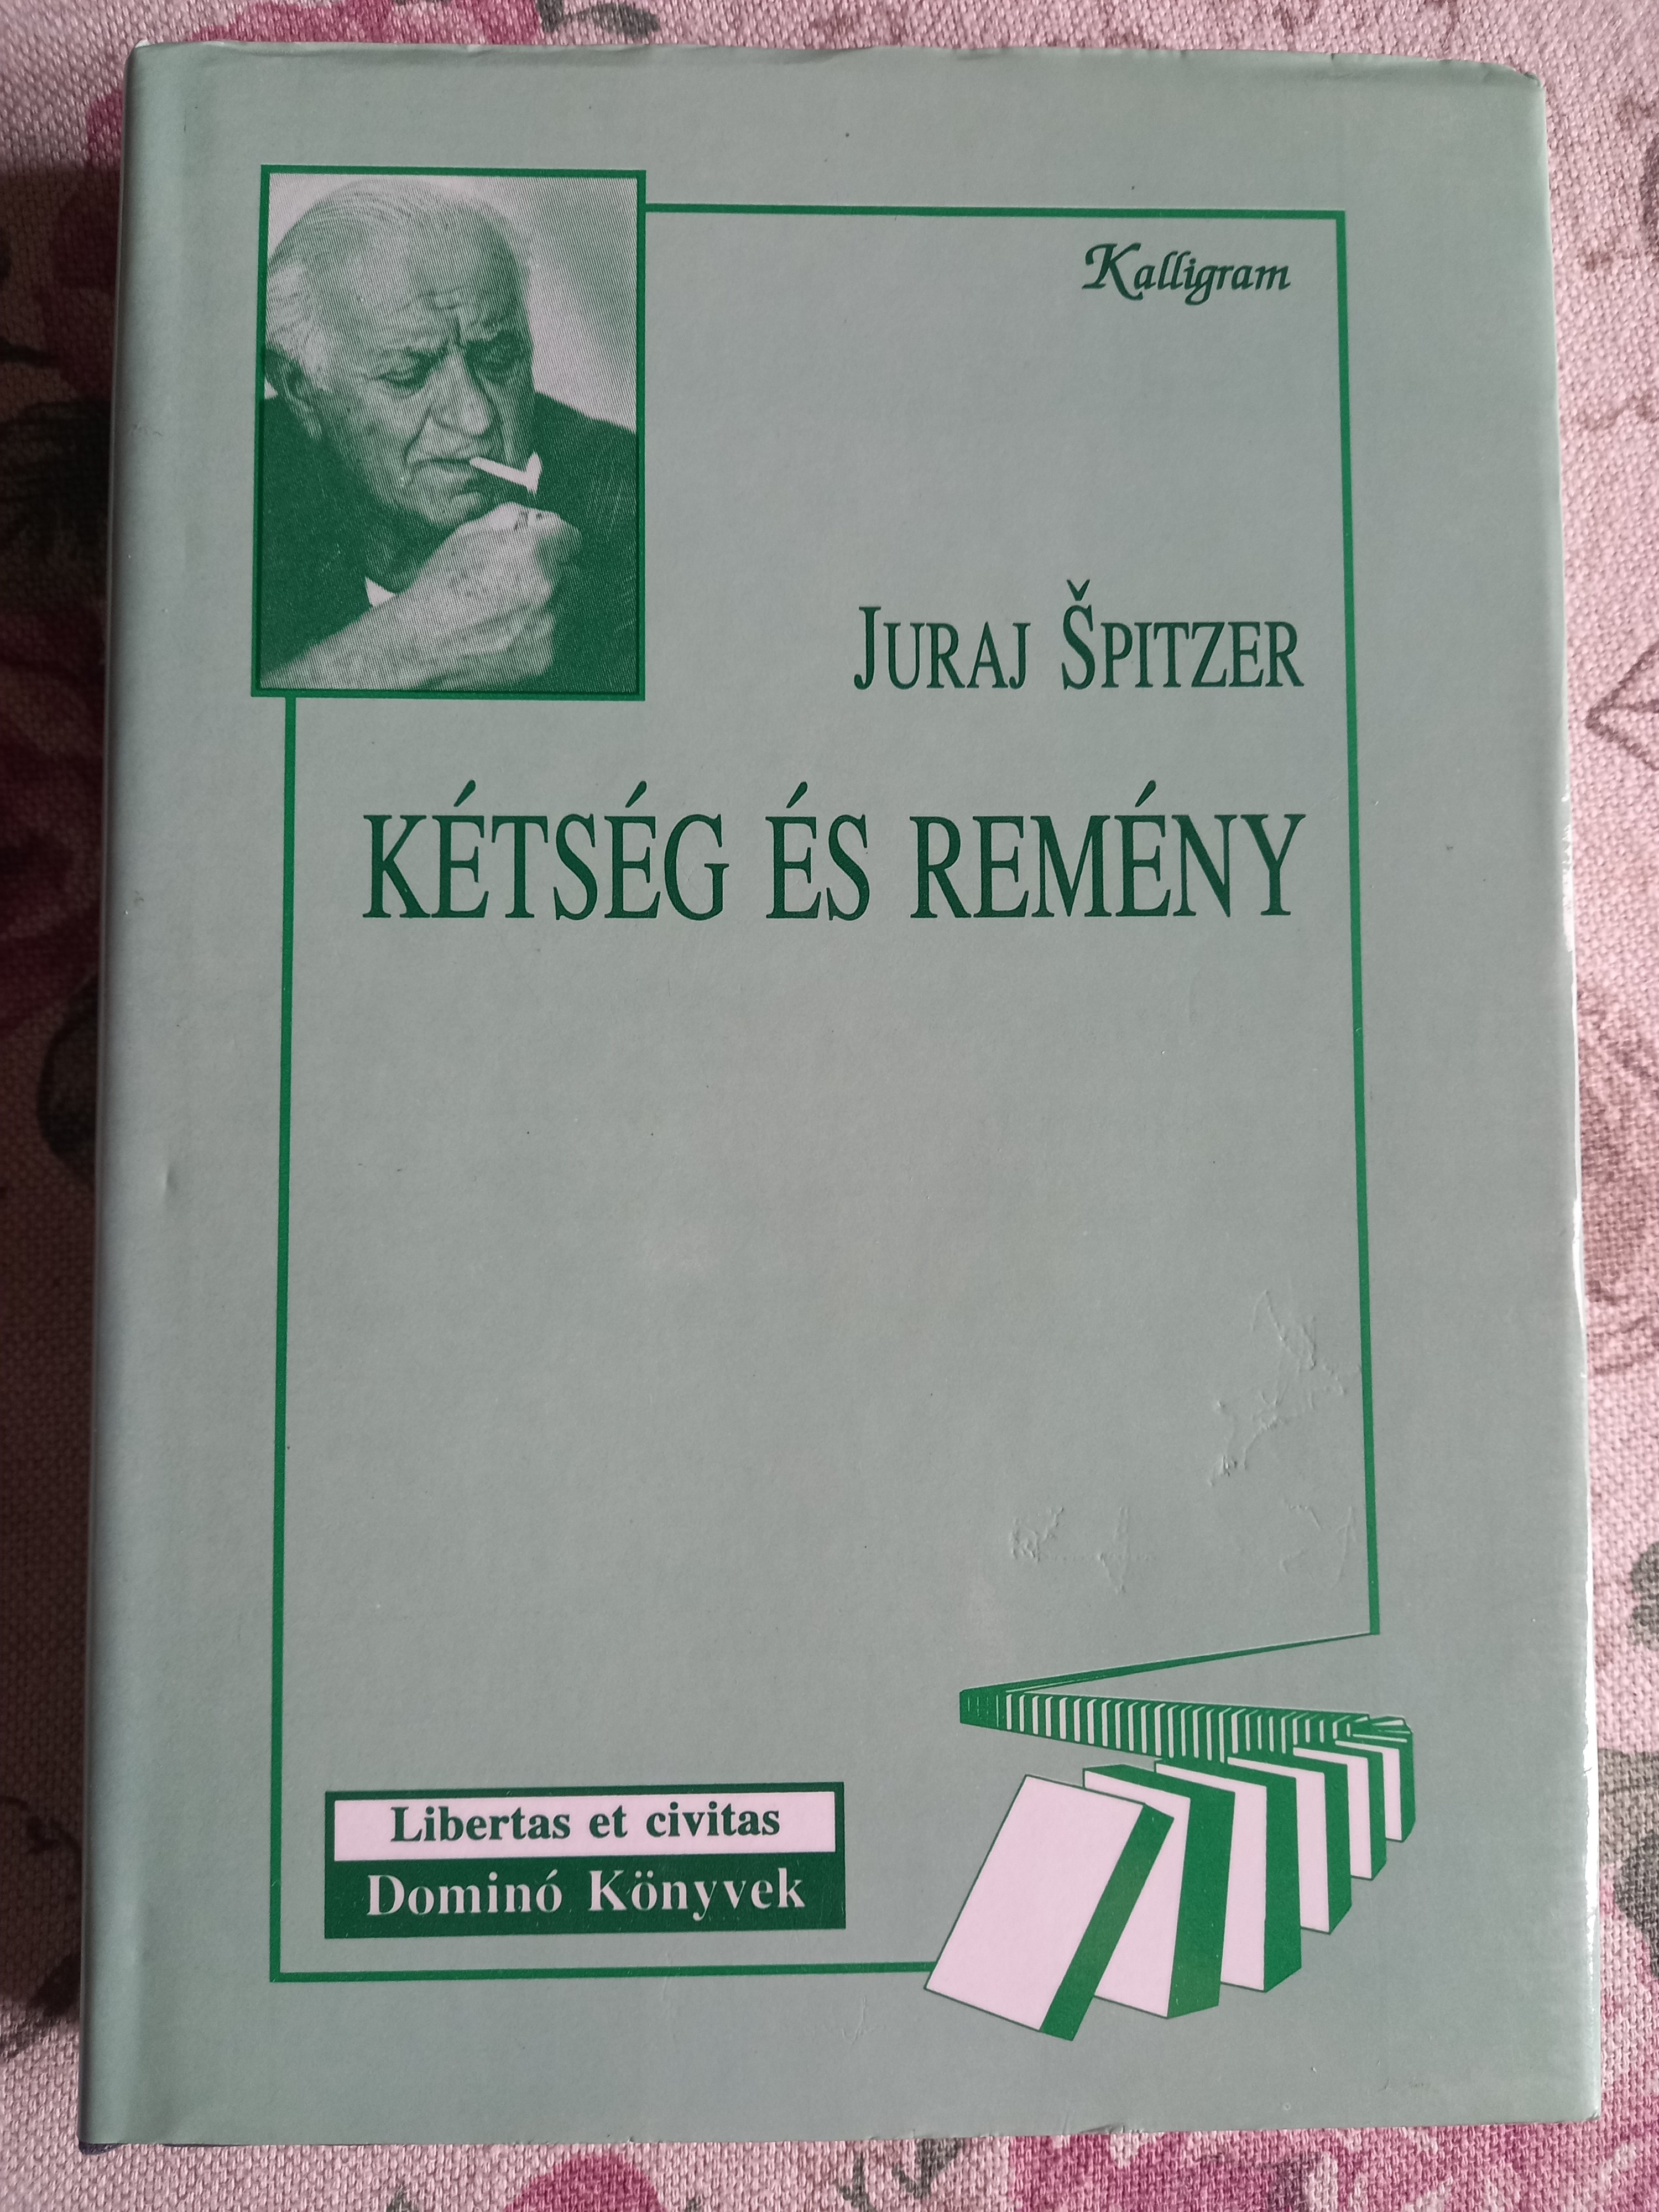 Kalligram
JURAJ ŠPITZER
KÉTSÉG ÉS REMÉNY
Libertas et civitas
Dominó Könyvek